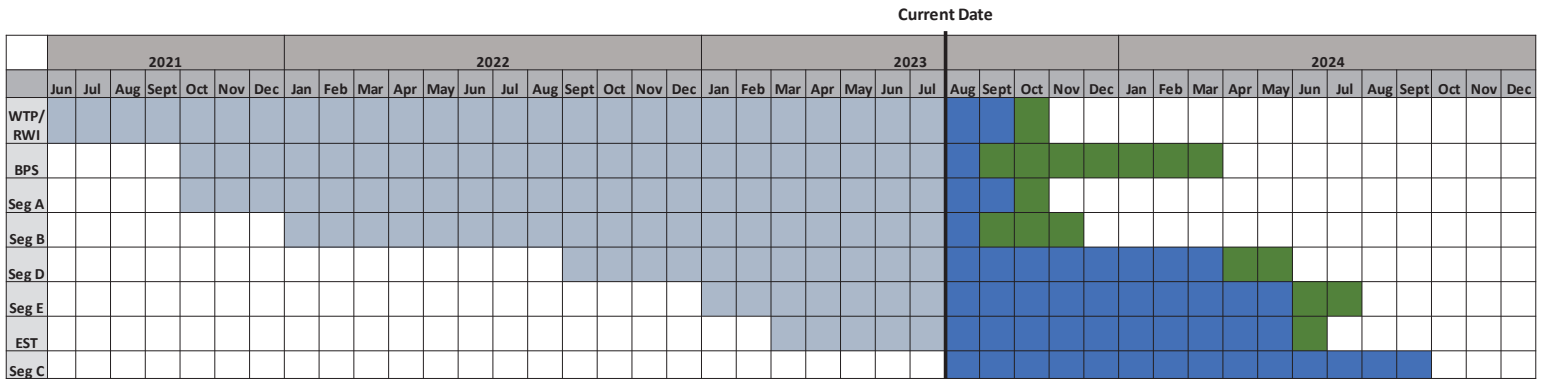 Current Date
2021 2022 2023 2024
Jun Jul Aug Sept Oct Nov Dec Jan Feb Mar Apr May Jun Jul Aug Sept Oct Nov Dec Jan Feb Mar Apr May Jun Jul Aug Sept Oct Nov Dec Jan Feb Mar Apr May Jun Jul Aug Sept Oct Nov Dec
WTP/
RWI
BPS
Seg A
Seg B
Seg D
Seg E
EST
Seg C